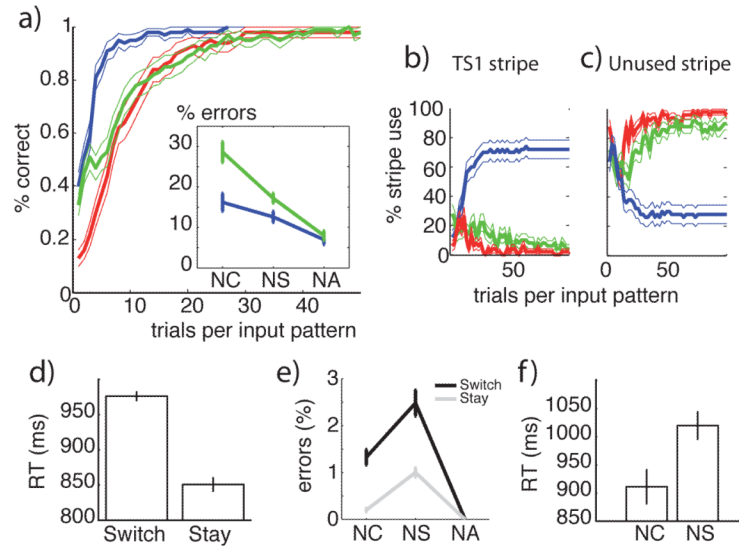 a)
% correct
1
0.8
0.6
0.4
0.2
0
0 10 20 30 40
trials per input pattern
% errors
30
20
10
0
NC NS NA
b) TS1 stripe
% stripe use
100
80
60
40
20
0
50
c) Unused stripe
50
trials per input pattern
d)
RT (ms)
950
900
850
800
Switch Stay
e)
errors (%)
3
2
1
0
Switch
Stay
NC NS NA
f)
RT (ms)
1050
1000
950
900
850
NC NS